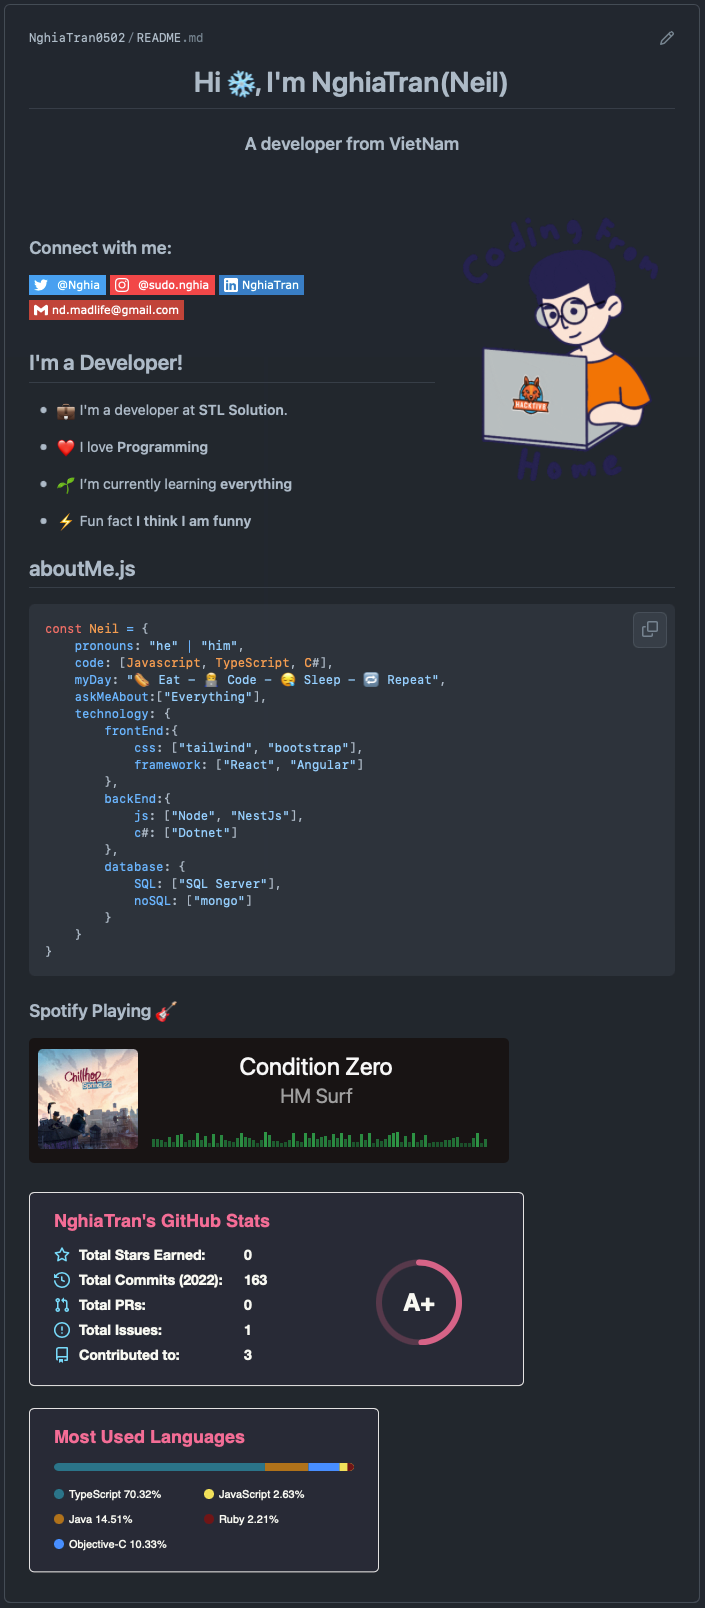 NghiaTran0502/README.md
Hi ❄️, I'm NghiaTran(Neil)
A developer from VietNam
Coding From
Connect with me:
@Nghia @sudo.nghia NghiaTran
nd.madlife@gmail.com
HACKTIV8
Home
I'm a Developer!
• 💼 I'm a developer at STL Solution.
• ❤️ I love Programming
• 🌱 I'm currently learning everything
• ⚡ Fun fact I think I am funny
aboutMe.js
const Neil = {
    pronouns: "he" | "him",
    code: [Javascript, TypeScript, C#],
    myDay: "🌭 Eat – 👨‍💻 Code – 😪 Sleep – 🔁 Repeat",
    askMeAbout:["Everything"],
    technology: {
        frontEnd:{
            css: ["tailwind", "bootstrap"],
            framework: ["React", "Angular"]
        },
        backEnd:{
            js: ["Node", "NestJs"],
            c#: ["Dotnet"]
        },
        database: {
            SQL: ["SQL Server"],
            noSQL: ["mongo"]
        }
    }
}
Spotify Playing 🎸
Chillhop
Condition Zero
HM Surf
NghiaTran's GitHub Stats
Total Stars Earned: 0
Total Commits (2022): 163
Total PRs: 0
Total Issues: 1
Contributed to: 3
A+
Most Used Languages
TypeScript 70.32%
JavaScript 2.63%
Java 14.51%
Ruby 2.21%
Objective-C 10.33%